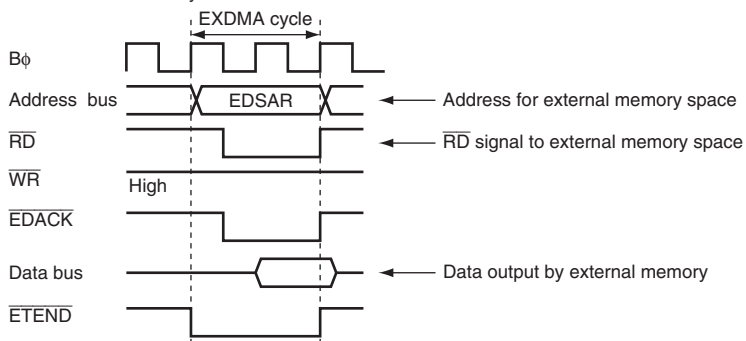 EXDMA cycle
Bϕ
Address bus
EDSAR
Address for external memory space
RD
RD signal to external memory space
WR
High
EDACK
Data bus
Data output by external memory
ETEND